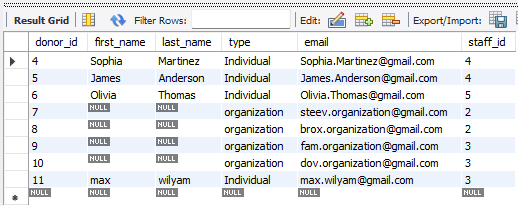 Result Grid Filter Rows: Edit: Export/Import:
donor_id first_name last_name type email staff_id
4 Sophia Martinez Individual Sophia.Martinez@gmail.com 4
5 James Anderson Individual James.Anderson@gmail.com 4
6 Olivia Thomas Individual Olivia.Thomas@gmail.com 5
7 NULL NULL organization steev.organization@gmail.com 2
8 NULL NULL organization brox.organization@gmail.com 2
9 NULL NULL organization fam.organization@gmail.com 3
10 NULL NULL organization dov.organization@gmail.com 3
11 max wilyam Individual max.wilyam@gmail.com 3
NULL NULL NULL NULL NULL NULL